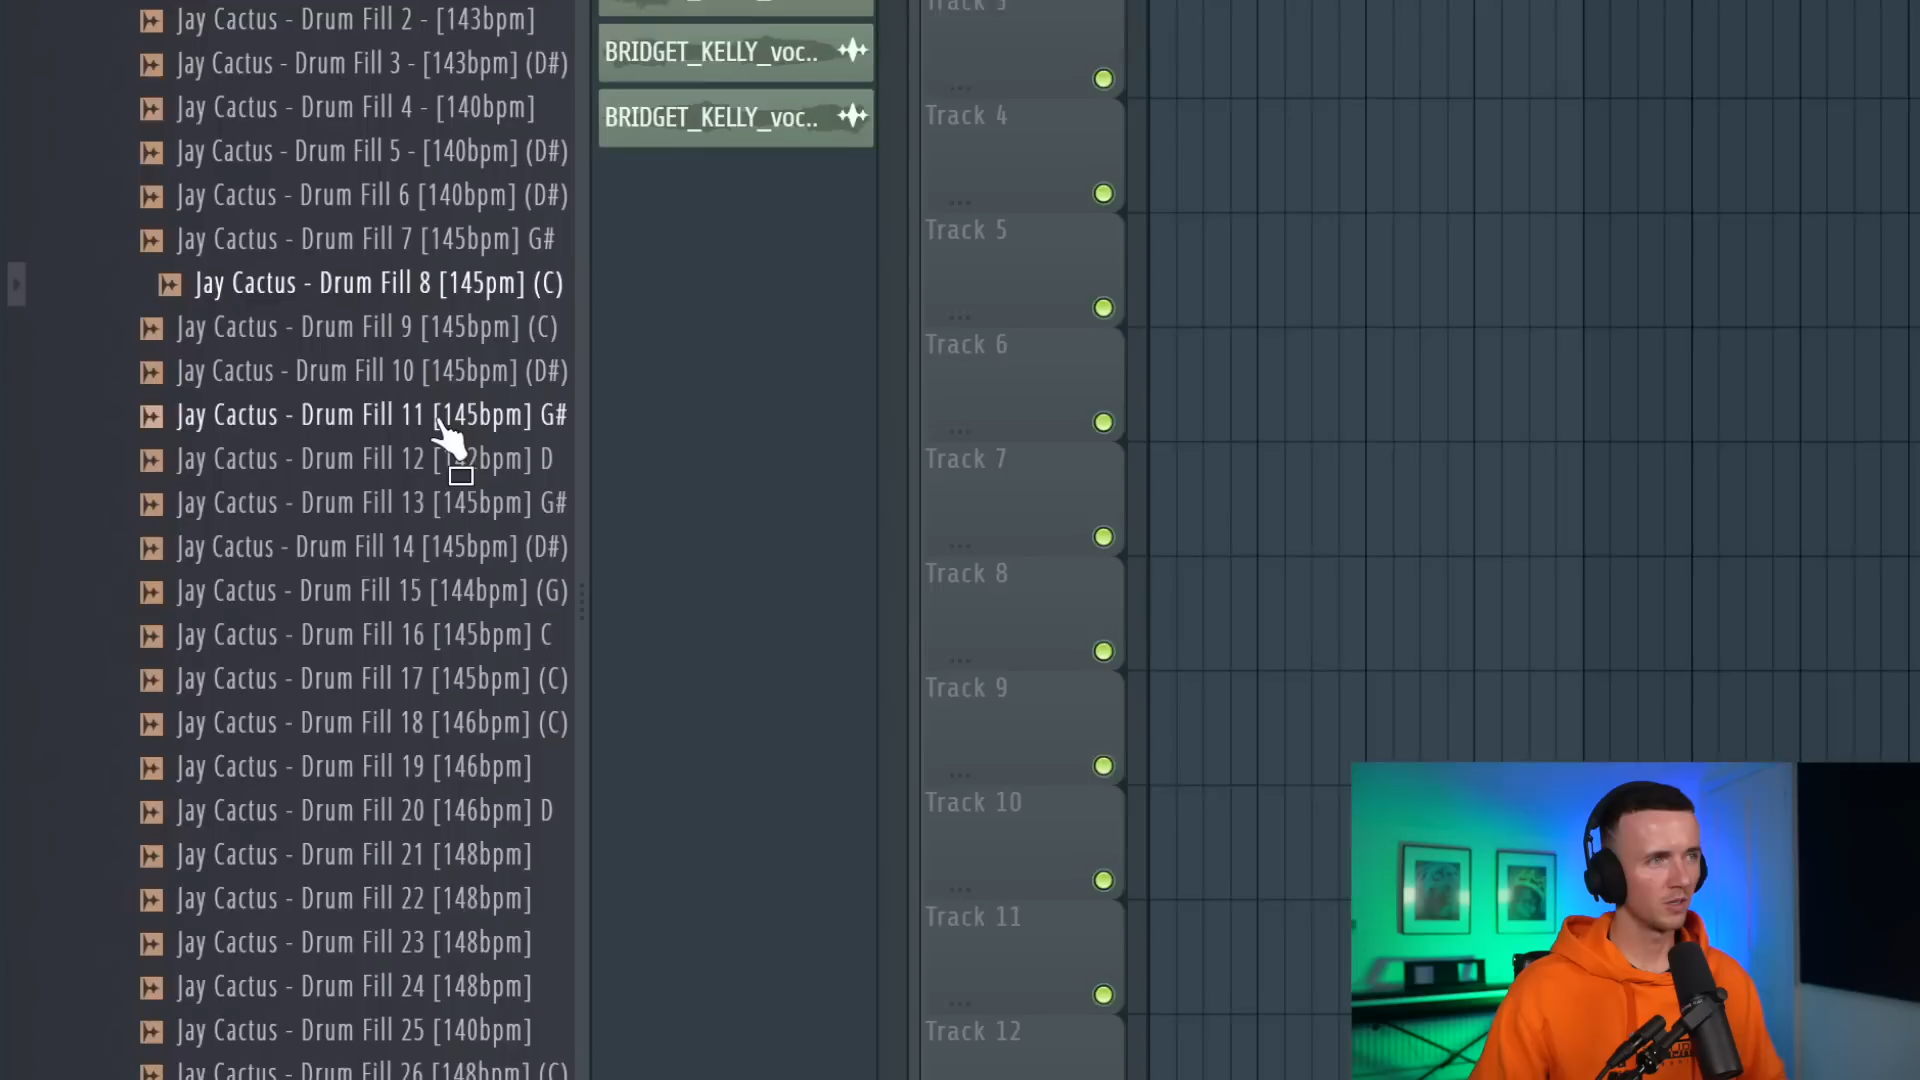 Jay Cactus - Drum Fill 2 - [143bpm]
Jay Cactus - Drum Fill 3 - [143bpm] (D#)
Jay Cactus - Drum Fill 4 - [140bpm]
Jay Cactus - Drum Fill 5 - [140bpm] (D#)
Jay Cactus - Drum Fill 6 [140bpm] (D#)
Jay Cactus - Drum Fill 7 [145bpm] G#
Jay Cactus - Drum Fill 8 [145pm] (C)
Jay Cactus - Drum Fill 9 [145bpm] (C)
Jay Cactus - Drum Fill 10 [145bpm] (D#)
Jay Cactus - Drum Fill 11 [145bpm] G#
Jay Cactus - Drum Fill 12 [142bpm] D
Jay Cactus - Drum Fill 13 [145bpm] G#
Jay Cactus - Drum Fill 14 [145bpm] (D#)
Jay Cactus - Drum Fill 15 [144bpm] (G)
Jay Cactus - Drum Fill 16 [145bpm] C
Jay Cactus - Drum Fill 17 [145bpm] (C)
Jay Cactus - Drum Fill 18 [146bpm] (C)
Jay Cactus - Drum Fill 19 [146bpm]
Jay Cactus - Drum Fill 20 [146bpm] D
Jay Cactus - Drum Fill 21 [148bpm]
Jay Cactus - Drum Fill 22 [148bpm]
Jay Cactus - Drum Fill 23 [148bpm]
Jay Cactus - Drum Fill 24 [148bpm]
Jay Cactus - Drum Fill 25 [140bpm]
Jay Cactus - Drum Fill 26 [148bpm] (C)
BRIDGET_KELLY_voc..
BRIDGET_KELLY_voc..
Track 3
Track 4
Track 5
Track 6
Track 7
Track 8
Track 9
Track 10
Track 11
Track 12